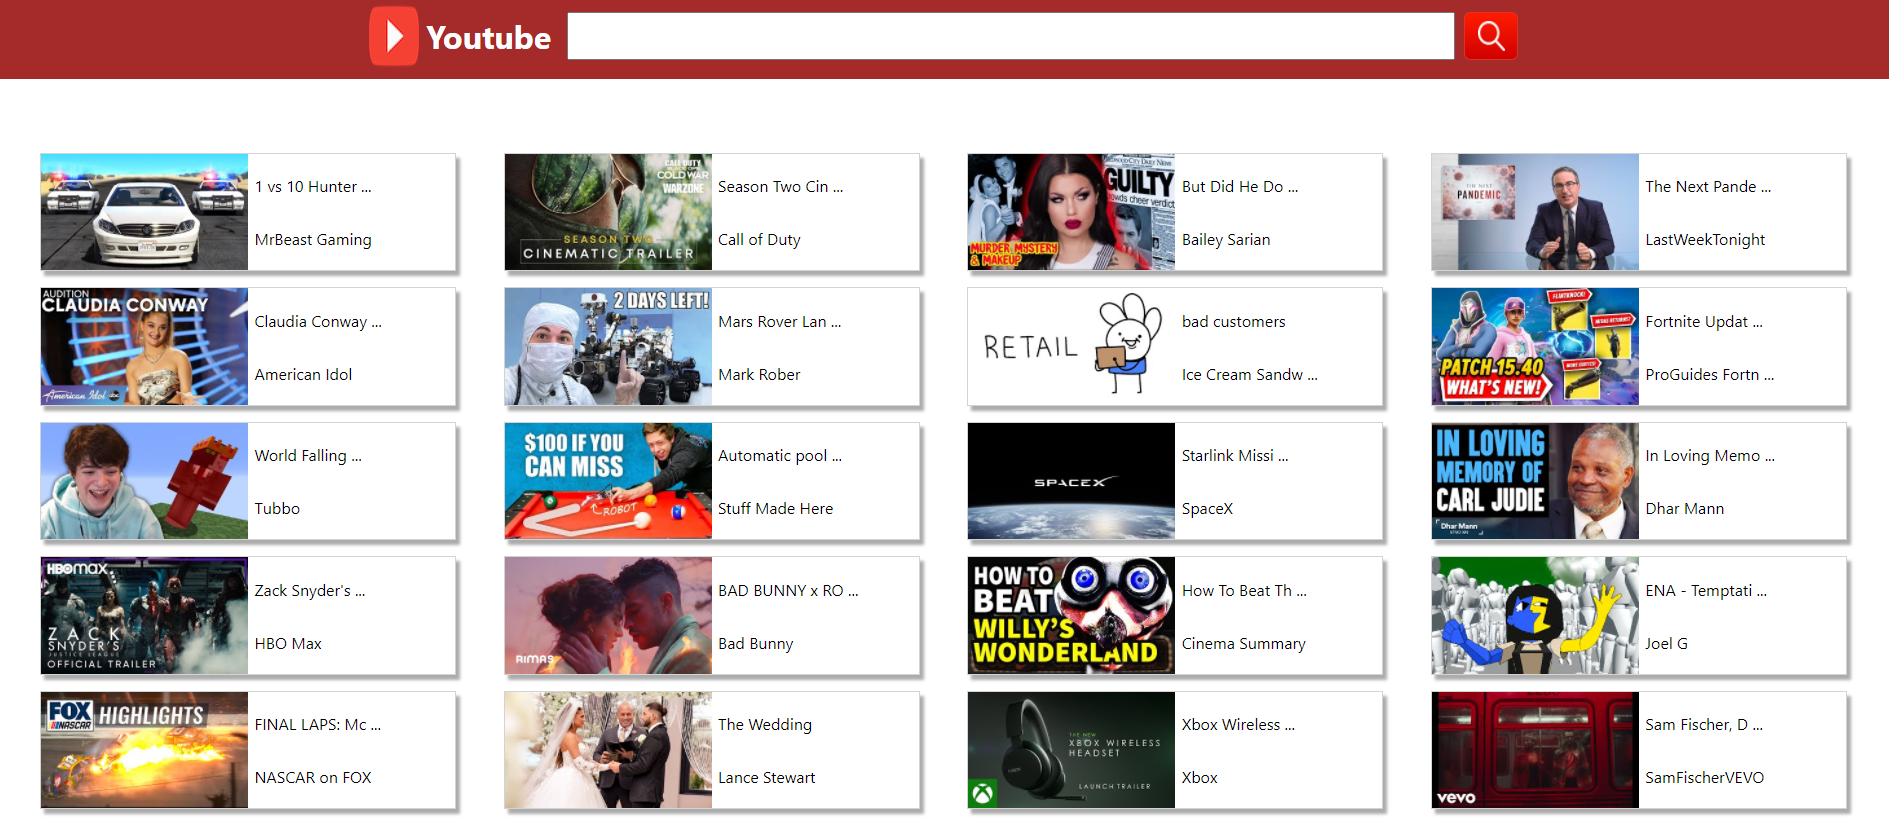 Youtube
1 vs 10 Hunter ...
MrBeast Gaming
CALL OF DUTY
COLD WAR
WARZONE
SEASON TWO
CINEMATIC TRAILER
Season Two Cin ...
Call of Duty
GUILTY
MURDER MYSTERY
& MAKEUP
But Did He Do ...
Bailey Sarian
THE NEXT
PANDEMIC
The Next Pande ...
LastWeekTonight
AUDITION
CLAUDIA CONWAY
American Idol
abc
Claudia Conway ...
American Idol
2 DAYS LEFT!
Mars Rover Lan ...
Mark Rober
RETAIL
bad customers
Ice Cream Sandw ...
FLINTKNOCK!
PATCH 15.40
WHAT'S NEW!
Fortnite Updat ...
ProGuides Fortn ...
World Falling ...
Tubbo
$100 IF YOU
CAN MISS
ROBOT
Automatic pool ...
Stuff Made Here
SPACEX
Starlink Missi ...
SpaceX
IN LOVING
MEMORY OF
CARL JUDIE
Dhar Mann
In Loving Memo ...
Dhar Mann
HBOmax
ZACK
SNYDER'S
JUSTICE LEAGUE
OFFICIAL TRAILER
Zack Snyder's ...
HBO Max
RIMAS
BAD BUNNY x RO ...
Bad Bunny
HOW TO
BEAT
WILLY'S
WONDERLAND
How To Beat Th ...
Cinema Summary
ENA - Temptati ...
Joel G
FOX
NASCAR
HIGHLIGHTS
FINAL LAPS: Mc ...
NASCAR on FOX
The Wedding
Lance Stewart
THE NEW
XBOX WIRELESS
HEADSET
LAUNCH TRAILER
Xbox Wireless ...
Xbox
vevo
Sam Fischer, D ...
SamFischerVEVO